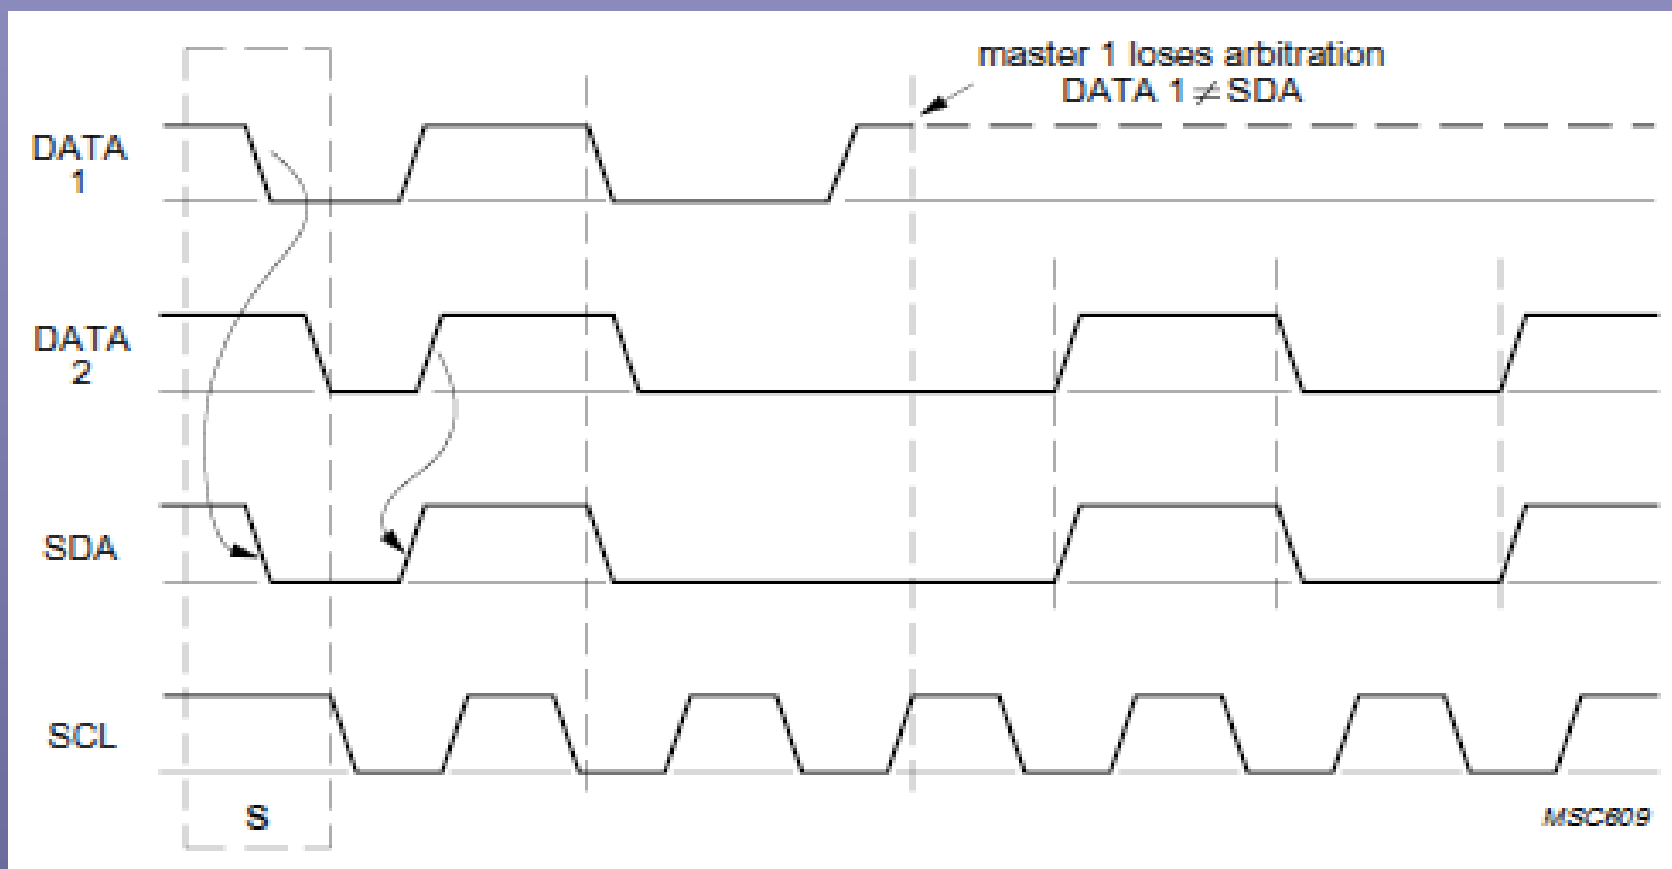 master 1 loses arbitration
DATA 1 ≠ SDA
DATA
1
DATA
2
SDA
SCL
S
MSC609